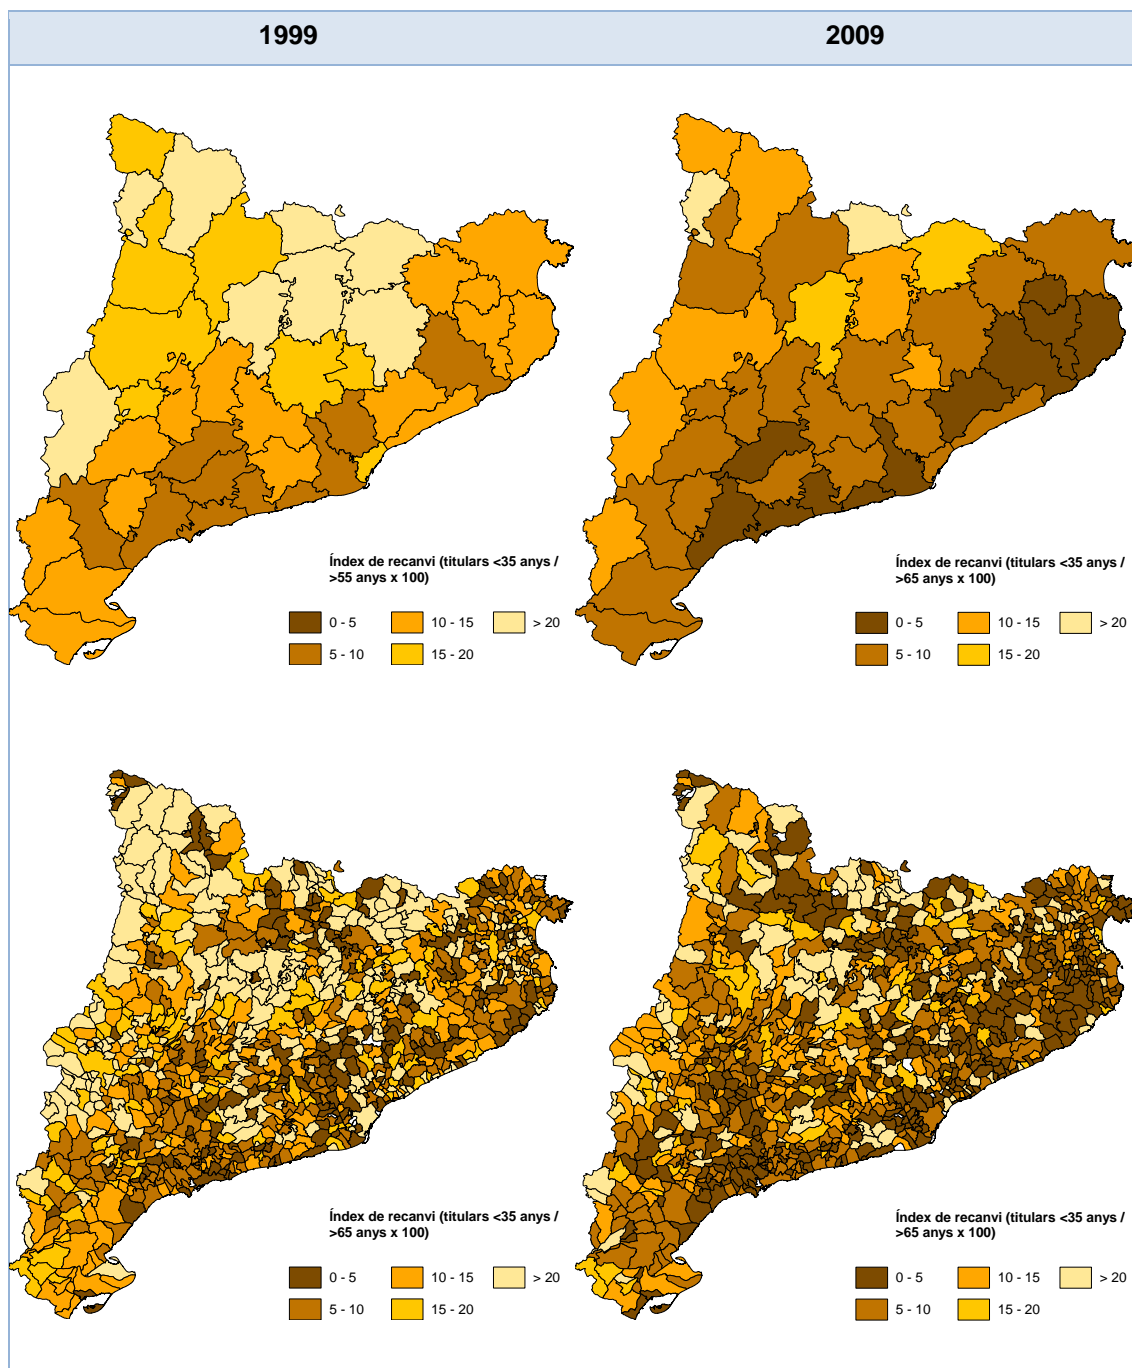 1999
2009
Índex de recanvi (titulars <35 anys /
>55 anys x 100)
0 - 5
10 - 15
> 20
5 - 10
15 - 20
Índex de recanvi (titulars <35 anys /
>65 anys x 100)
0 - 5
10 - 15
> 20
5 - 10
15 - 20
Índex de recanvi (titulars <35 anys /
>65 anys x 100)
0 - 5
10 - 15
> 20
5 - 10
15 - 20
Índex de recanvi (titulars <35 anys /
>65 anys x 100)
0 - 5
10 - 15
> 20
5 - 10
15 - 20